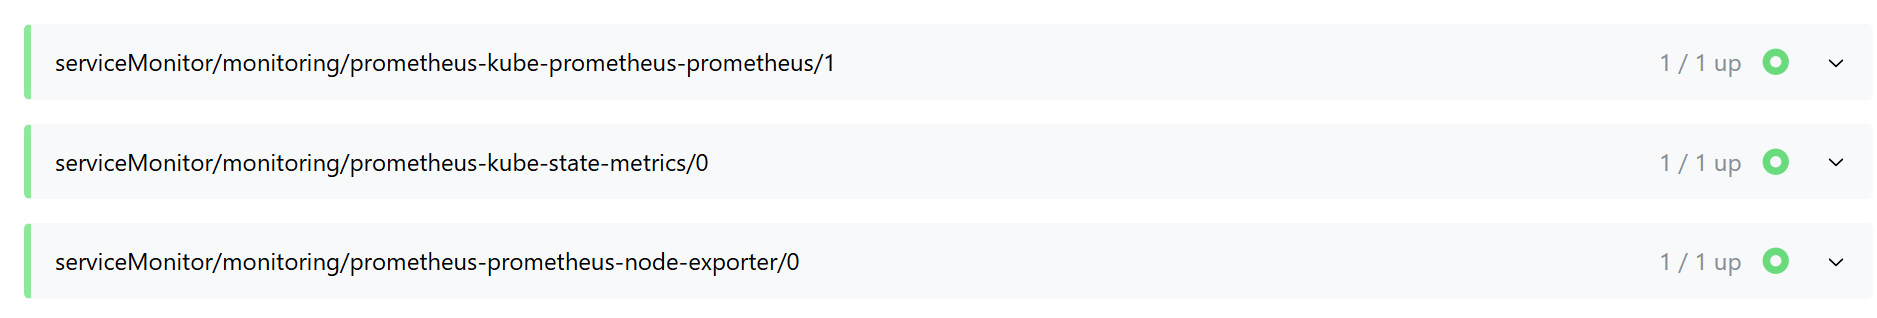 serviceMonitor/monitoring/prometheus-kube-prometheus-prometheus/1 1 / 1 up
serviceMonitor/monitoring/prometheus-kube-state-metrics/0 1 / 1 up
serviceMonitor/monitoring/prometheus-prometheus-node-exporter/0 1 / 1 up